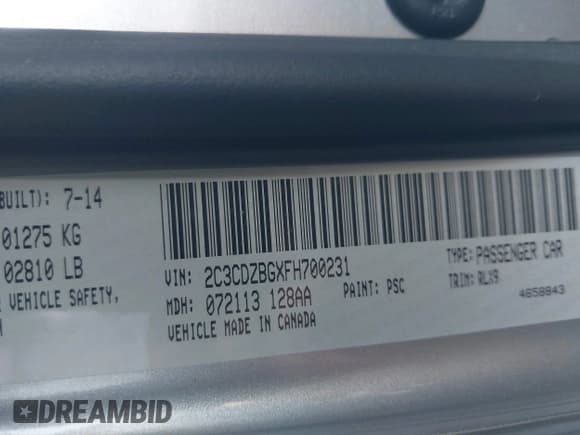 BUILT): 7-14
01275 KG
02810 LB
VEHICLE SAFETY,
VIN: 2C3CDZBGXFH700231
TYPE: PASSENGER CAR
MDH: 072113 128AA
PAINT: PSC
TRIM: RLX9
VEHICLE MADE IN CANADA
4658843
DREAMBID